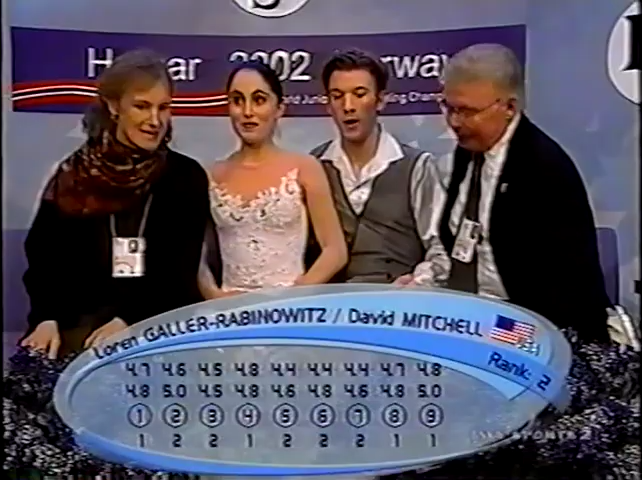 Hamar 2002 Norway
Loren GALLER-RABINOWITZ / David MITCHELL
Rank: 2
4.7 4.6 4.5 4.8 4.4 4.4 4.4 4.7 4.8
4.8 5.0 4.5 4.8 4.6 4.8 4.6 4.8 5.0
1 2 3 4 5 6 7 8 9
1 2 2 1 2 2 2 1 1